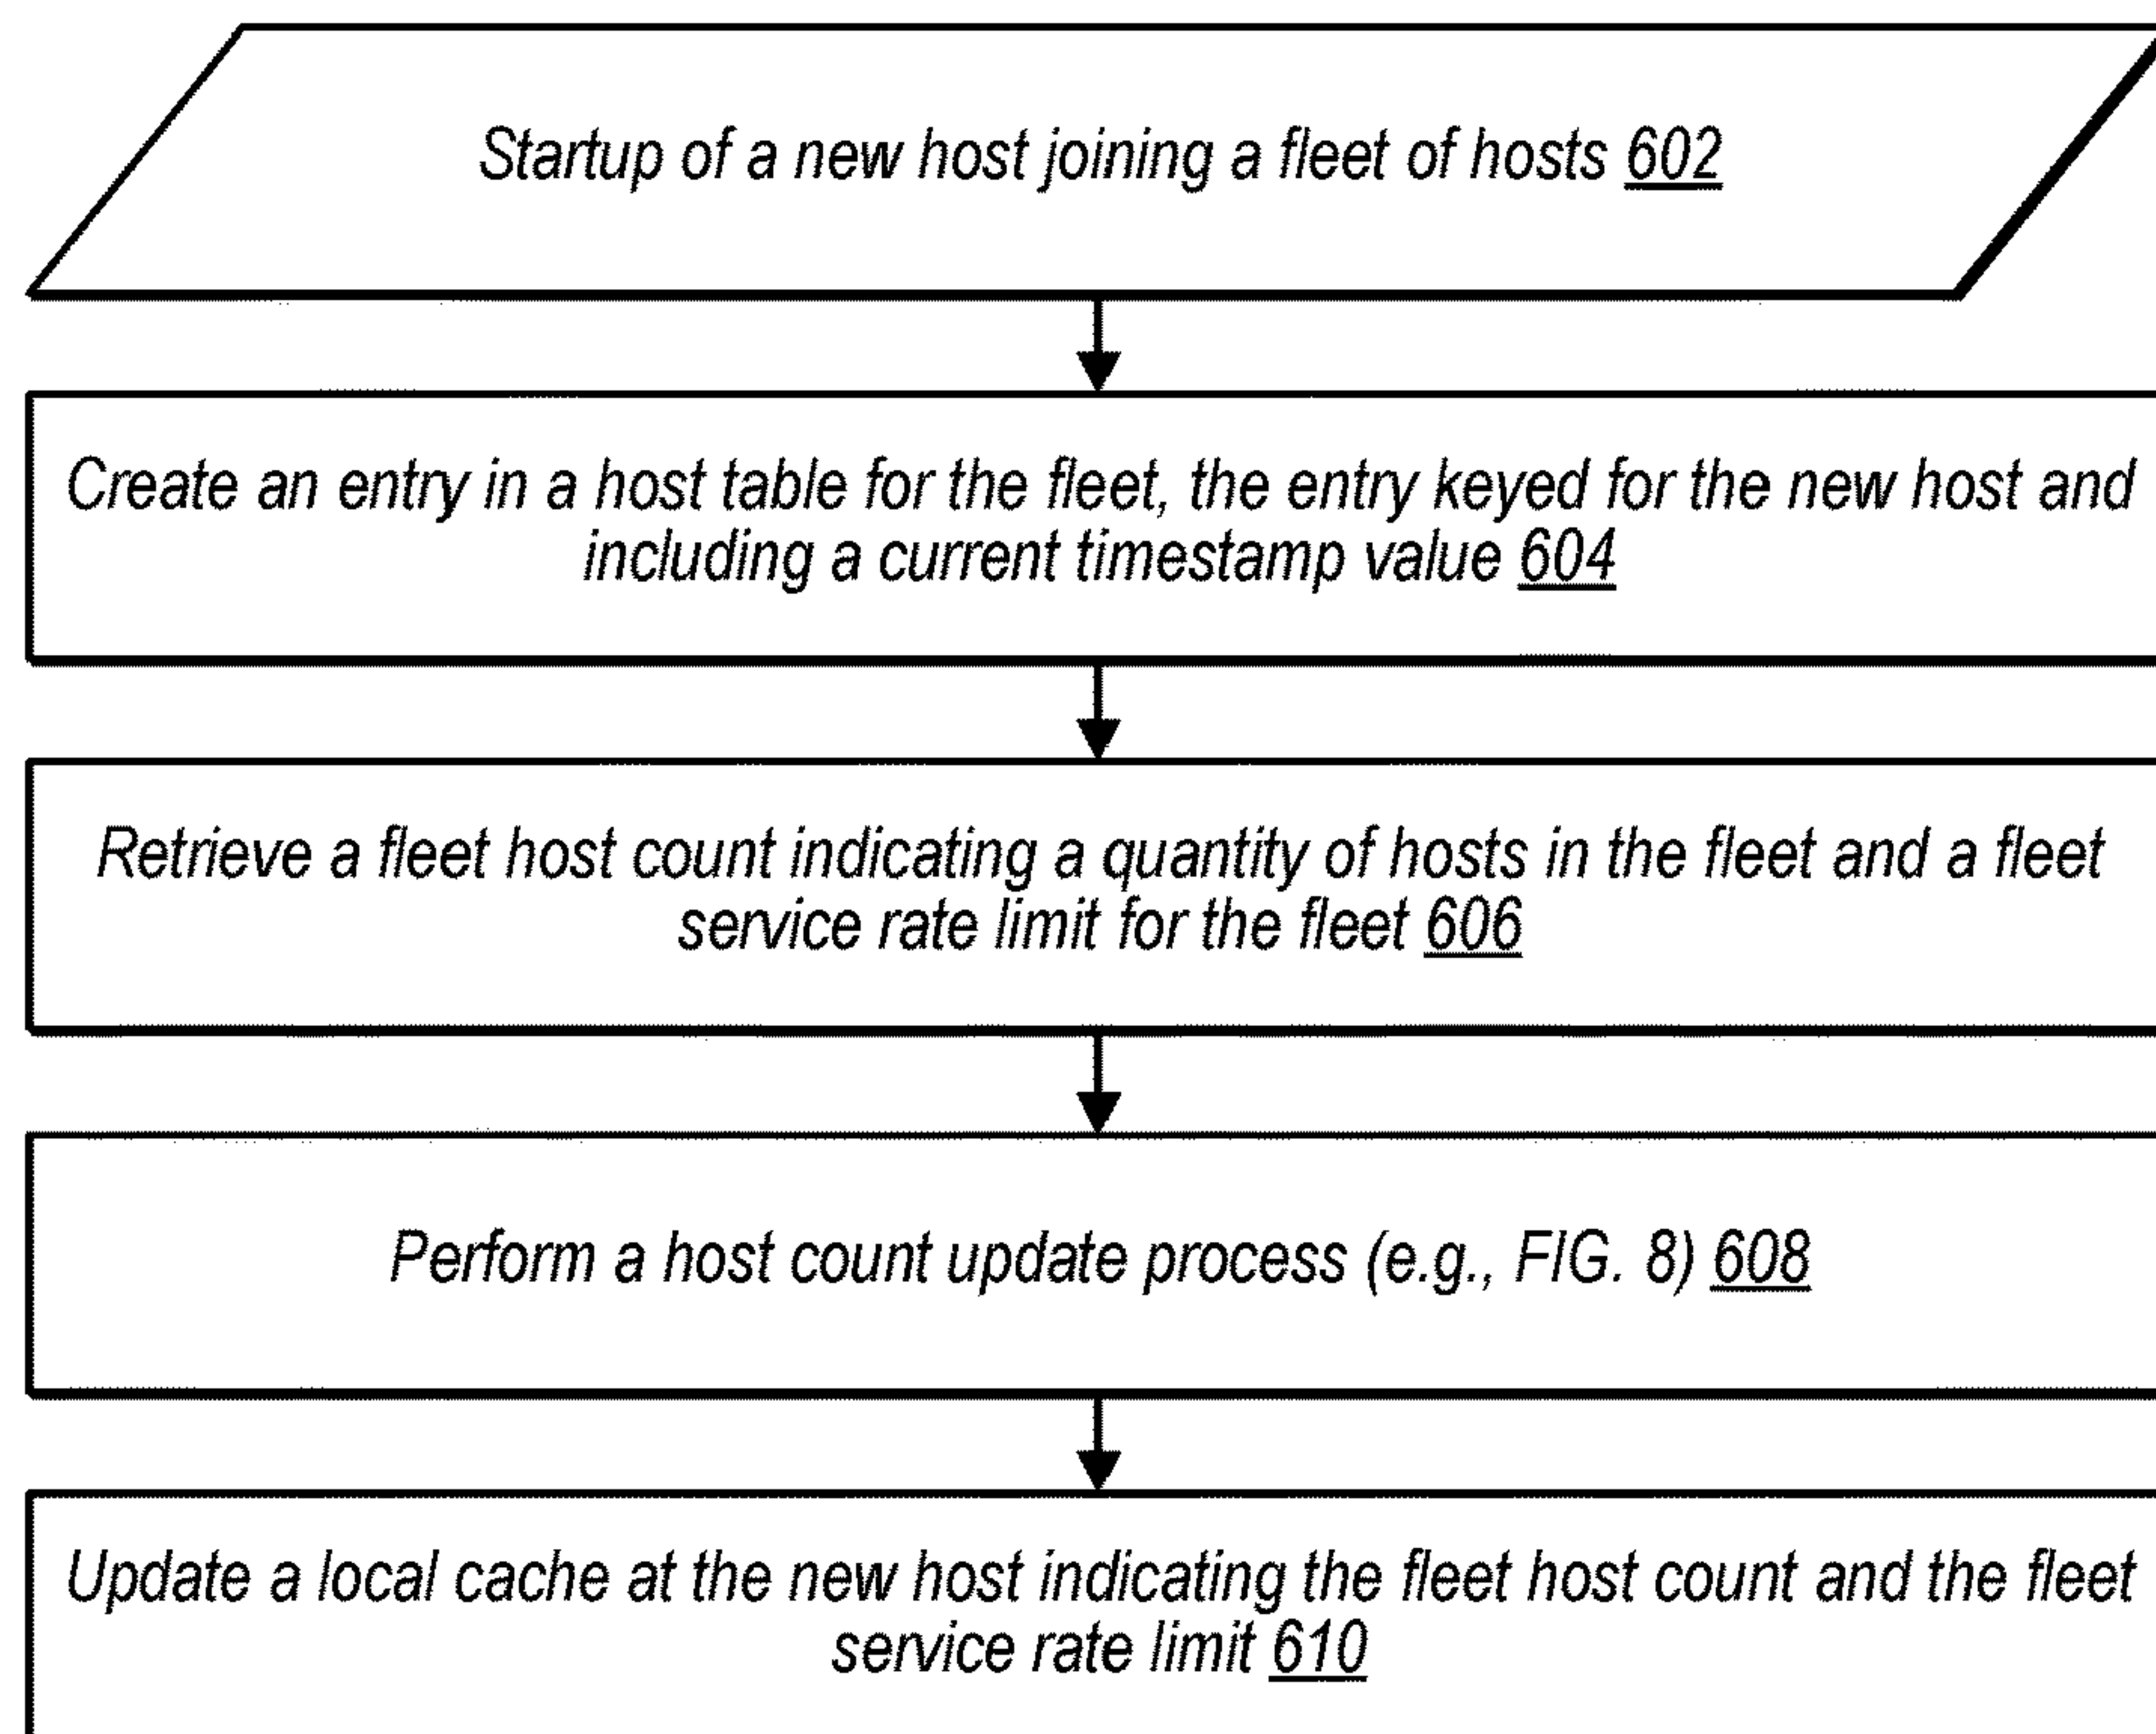 Startup of a new host joining a fleet of hosts 602
Create an entry in a host table for the fleet, the entry keyed for the new host and
including a current timestamp value 604
Retrieve a fleet host count indicating a quantity of hosts in the fleet and a fleet
service rate limit for the fleet 606
Perform a host count update process (e.g., FIG. 8) 608
Update a local cache at the new host indicating the fleet host count and the fleet
service rate limit 610